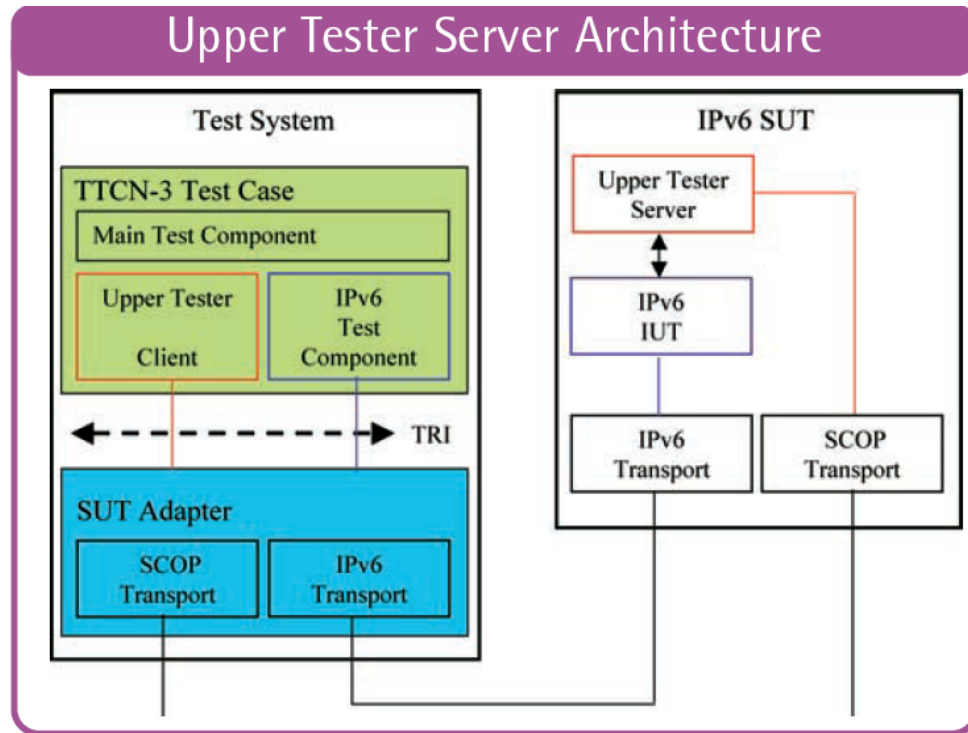 Upper Tester Server Architecture
Test System
TTCN-3 Test Case
Main Test Component
Upper Tester
Client
IPv6
Test
Component
TRI
SUT Adapter
SCOP
Transport
IPv6
Transport
IPv6 SUT
Upper Tester
Server
IPv6
IUT
IPv6
Transport
SCOP
Transport